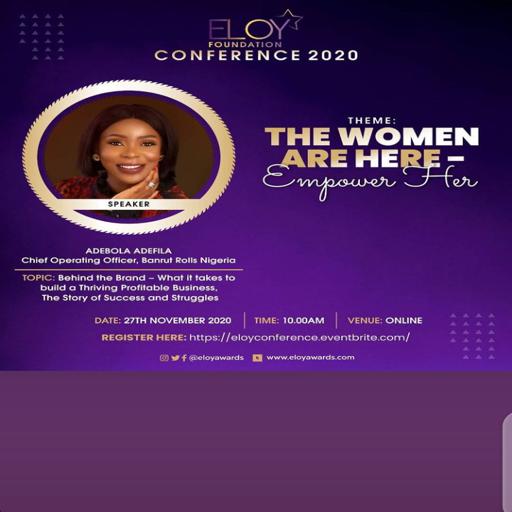 ELOY
FOUNDATION
CONFERENCE 2020
THEME:
THE WOMEN
ARE HERE –
Empower Her
SPEAKER
ADEBOLA ADEFILA
Chief Operating Officer, Banrut Rolls Nigeria
TOPIC: Behind the Brand – What it takes to
build a Thriving Profitable Business,
The Story of Success and Struggles
DATE: 27TH NOVEMBER 2020 | TIME: 10.00AM | VENUE: ONLINE
REGISTER HERE: https://eloyconference.eventbrite.com/
@eloyawards www.eloyawards.com